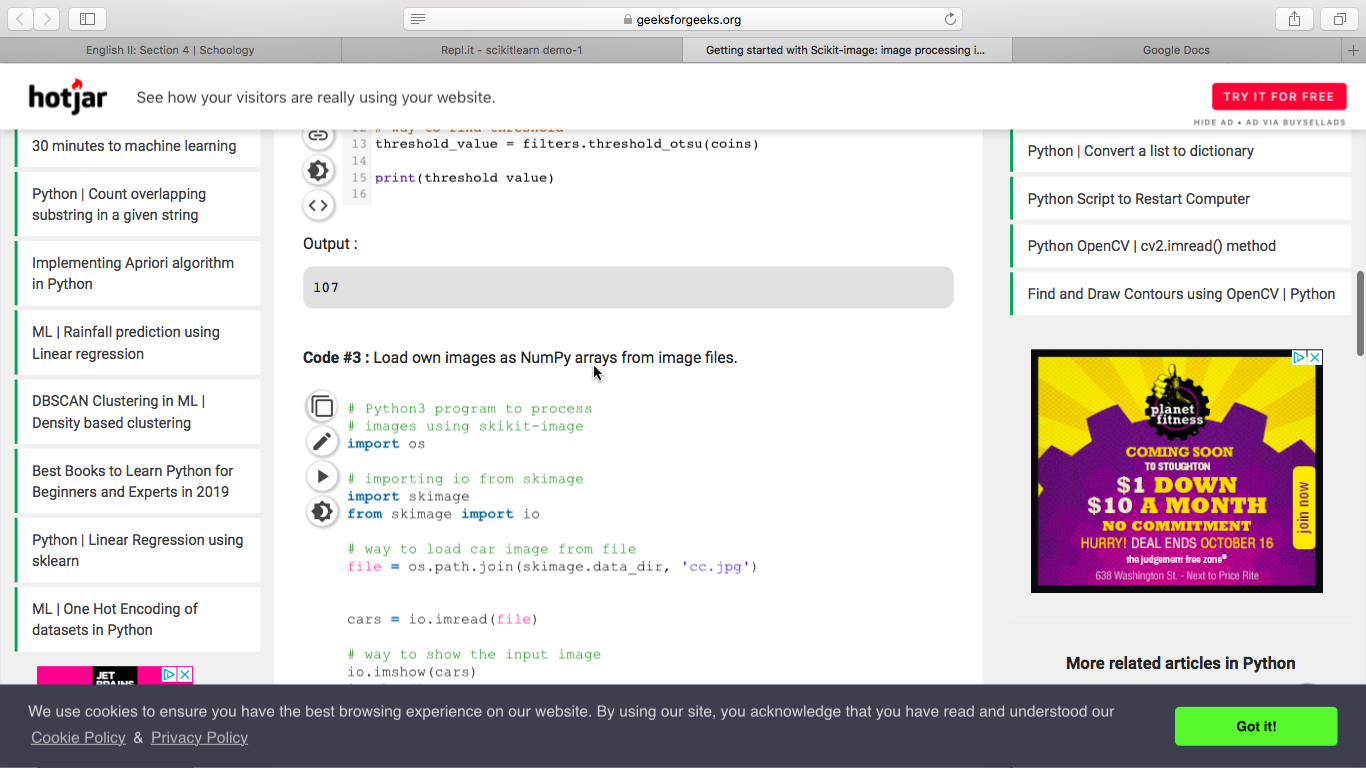 geeksforgeeks.org
English II: Section 4 | Schoology
Repl.it - scikitlearn demo-1
Getting started with Scikit-image: image processing i...
Google Docs
hotjar
See how your visitors are really using your website.
TRY IT FOR FREE
HIDE AD • AD VIA BUYSELLADS
30 minutes to machine learning
Python | Count overlapping
substring in a given string
Implementing Apriori algorithm
in Python
ML | Rainfall prediction using
Linear regression
DBSCAN Clustering in ML |
Density based clustering
Best Books to Learn Python for
Beginners and Experts in 2019
Python | Linear Regression using
sklearn
ML | One Hot Encoding of
datasets in Python
JET
BRAINS
12 # way to find threshold
13 threshold_value = filters.threshold_otsu(coins)
14
15 print(threshold value)
16
Output :
107
Code #3 : Load own images as NumPy arrays from image files.
# Python3 program to process
# images using skikit-image
import os
# importing io from skimage
import skimage
from skimage import io
# way to load car image from file
file = os.path.join(skimage.data_dir, 'cc.jpg')
cars = io.imread(file)
# way to show the input image
io.imshow(cars)
Python | Convert a list to dictionary
Python Script to Restart Computer
Python OpenCV | cv2.imread() method
Find and Draw Contours using OpenCV | Python
planet
fitness
COMING SOON
TO STOUGHTON
$1 DOWN
$10 A MONTH
NO COMMITMENT
HURRY! DEAL ENDS OCTOBER 16
the judgement free zone®
638 Washington St. - Next to Price Rite
join now
More related articles in Python
We use cookies to ensure you have the best browsing experience on our website. By using our site, you acknowledge that you have read and understood our
Cookie Policy & Privacy Policy
Got it!